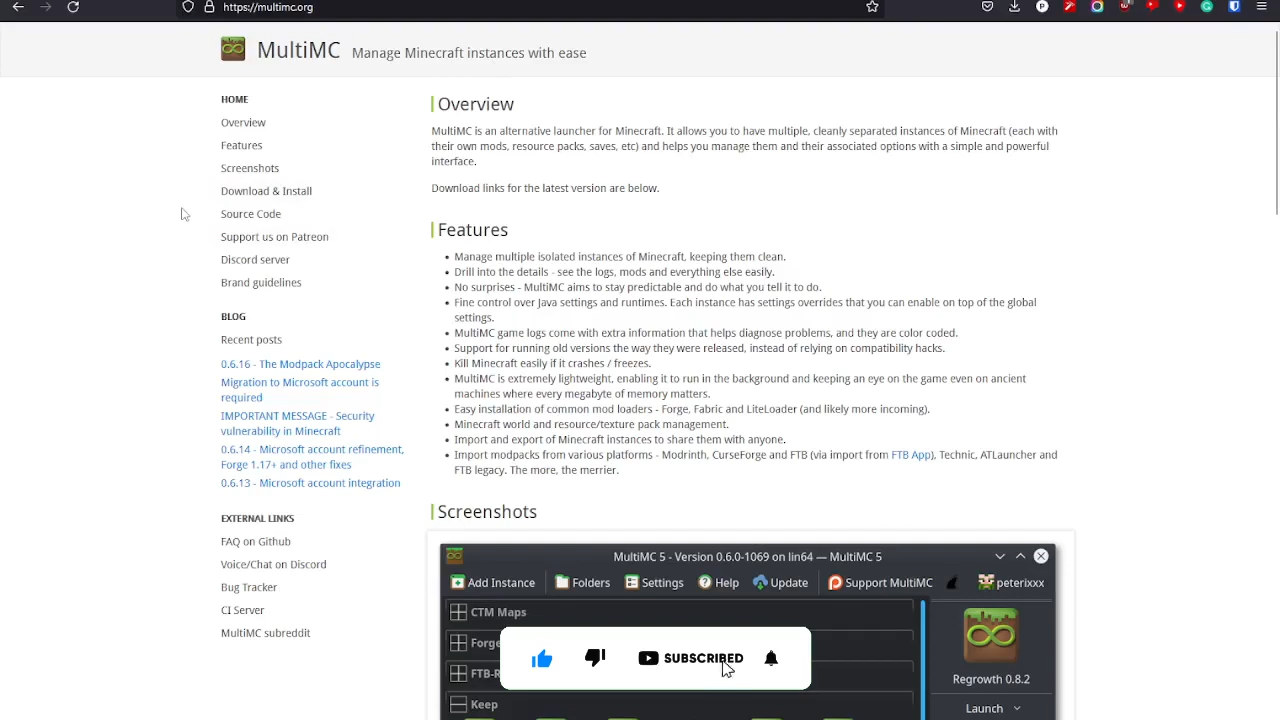 https://multimc.org
MultiMC
Manage Minecraft instances with ease
HOME
Overview
Features
Screenshots
Download & Install
Source Code
Support us on Patreon
Discord server
Brand guidelines
BLOG
Recent posts
0.6.16 - The Modpack Apocalypse
Migration to Microsoft account is
required
IMPORTANT MESSAGE - Security
vulnerability in Minecraft
0.6.14 - Microsoft account refinement,
Forge 1.17+ and other fixes
0.6.13 - Microsoft account integration
EXTERNAL LINKS
FAQ on Github
Voice/Chat on Discord
Bug Tracker
CI Server
MultiMC subreddit
Overview
MultiMC is an alternative launcher for Minecraft. It allows you to have multiple, cleanly separated instances of Minecraft (each with
their own mods, resource packs, saves, etc) and helps you manage them and their associated options with a simple and powerful
interface.
Download links for the latest version are below.
Features
• Manage multiple isolated instances of Minecraft, keeping them clean.
• Drill into the details - see the logs, mods and everything else easily.
• No surprises - MultiMC aims to stay predictable and do what you tell it to do.
• Fine control over Java settings and runtimes. Each instance has settings overrides that you can enable on top of the global
settings.
• MultiMC game logs come with extra information that helps diagnose problems, and they are color coded.
• Support for running old versions the way they were released, instead of relying on compatibility hacks.
• Kill Minecraft easily if it crashes / freezes.
• MultiMC is extremely lightweight, enabling it to run in the background and keeping an eye on the game even on ancient
machines where every megabyte of memory matters.
• Easy installation of common mod loaders - Forge, Fabric and LiteLoader (and likely more incoming).
• Minecraft world and resource/texture pack management.
• Import and export of Minecraft instances to share them with anyone.
• Import modpacks from various platforms - Modrinth, CurseForge and FTB (via import from FTB App), Technic, ATLauncher and
FTB legacy. The more, the merrier.
Screenshots
MultiMC 5 - Version 0.6.0-1069 on lin64 — MultiMC 5
Add Instance Folders Settings Help Update Support MultiMC peterixxx
CTM Maps
Forge
FTB-R
Keep
SUBSCRIBED
Regrowth 0.8.2
Launch